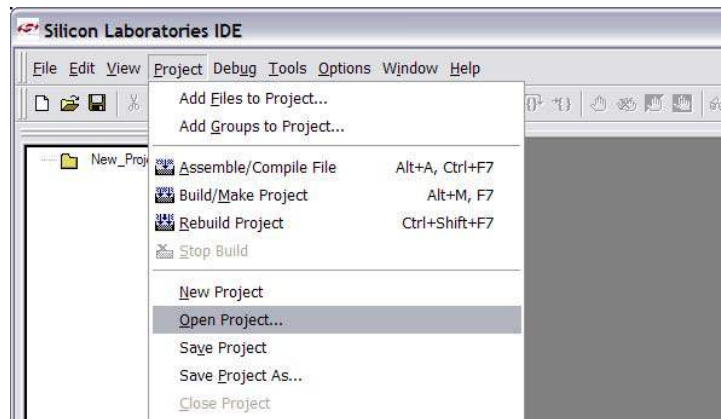 Silicon Laboratories IDE
File Edit View Project Debug Tools Options Window Help
Add Files to Project...
Add Groups to Project...
New_Proj
Assemble/Compile File Alt+A, Ctrl+F7
Build/Make Project Alt+M, F7
Rebuild Project Ctrl+Shift+F7
Stop Build
New Project
Open Project...
Save Project
Save Project As...
Close Project